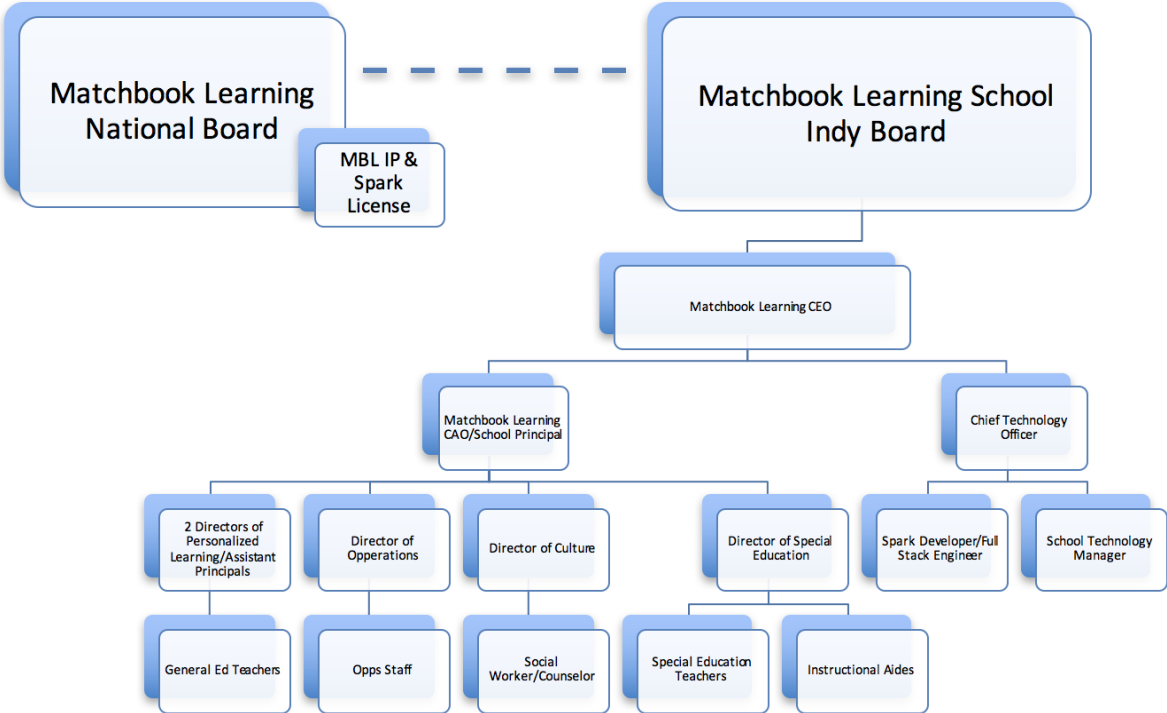 Matchbook Learning
National Board
MBL IP &
Spark
License
Matchbook Learning School
Indy Board
Matchbook Learning CEO
Matchbook Learning
CAO/School Principal
Chief Technology
Officer
2 Directors of
Personalized
Learning/Assistant
Principals
Director of
Opperations
Director of Culture
Director of Special
Education
Spark Developer/Full
Stack Engineer
School Technology
Manager
General Ed Teachers
Opps Staff
Social
Worker/Counselor
Special Education
Teachers
Instructional Aides